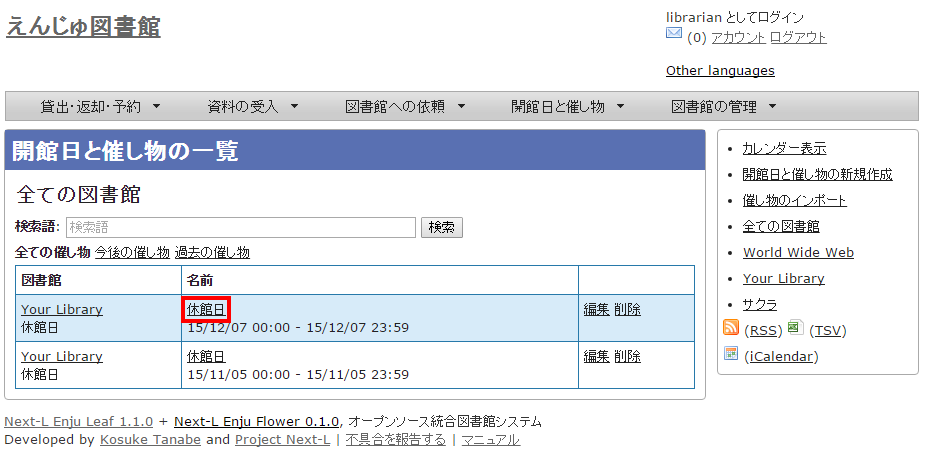 えんじゅ図書館
librarian としてログイン
(0) アカウント ログアウト
Other languages
貸出・返却・予約 ▼ 資料の受入 ▼ 図書館への依頼 ▼ 開館日と催し物 ▼ 図書館の管理 ▼
開館日と催し物の一覧
全ての図書館
検索語: 検索語 検索
全ての催し物 今後の催し物 過去の催し物
図書館 名前
Your Library 休館日 編集 削除
休館日 15/12/07 00:00 - 15/12/07 23:59
Your Library 休館日 編集 削除
休館日 15/11/05 00:00 - 15/11/05 23:59
• カレンダー表示
• 開館日と催し物の新規作成
• 催し物のインポート
• 全ての図書館
• World Wide Web
• Your Library
• サクラ
(RSS) (TSV)
(iCalendar)
Next-L Enju Leaf 1.1.0 + Next-L Enju Flower 0.1.0, オープンソース統合図書館システム
Developed by Kosuke Tanabe and Project Next-L | 不具合を報告する | マニュアル